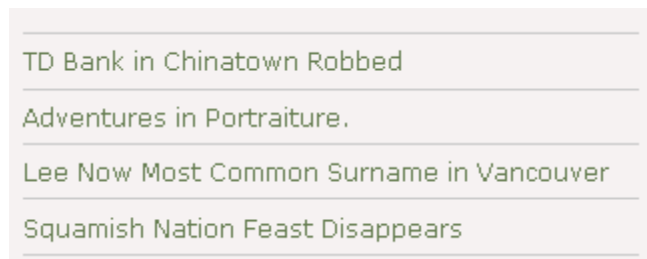 TD Bank in Chinatown Robbed
Adventures in Portraiture.
Lee Now Most Common Surname in Vancouver
Squamish Nation Feast Disappears